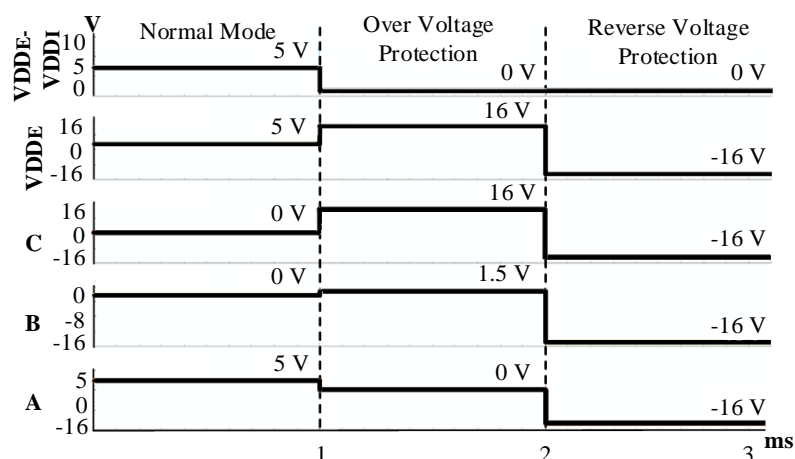 V
Normal Mode
Over Voltage
Protection
Reverse Voltage
Protection
VDDE-
VDDI
10
5
0
5 V
0 V
0 V
VDDE
16
0
-16
5 V
16 V
-16 V
C
16
0
-16
0 V
16 V
-16 V
B
0
-8
-16
0 V
1.5 V
-16 V
A
5
0
-16
5 V
0 V
-16 V
1
2
3
ms